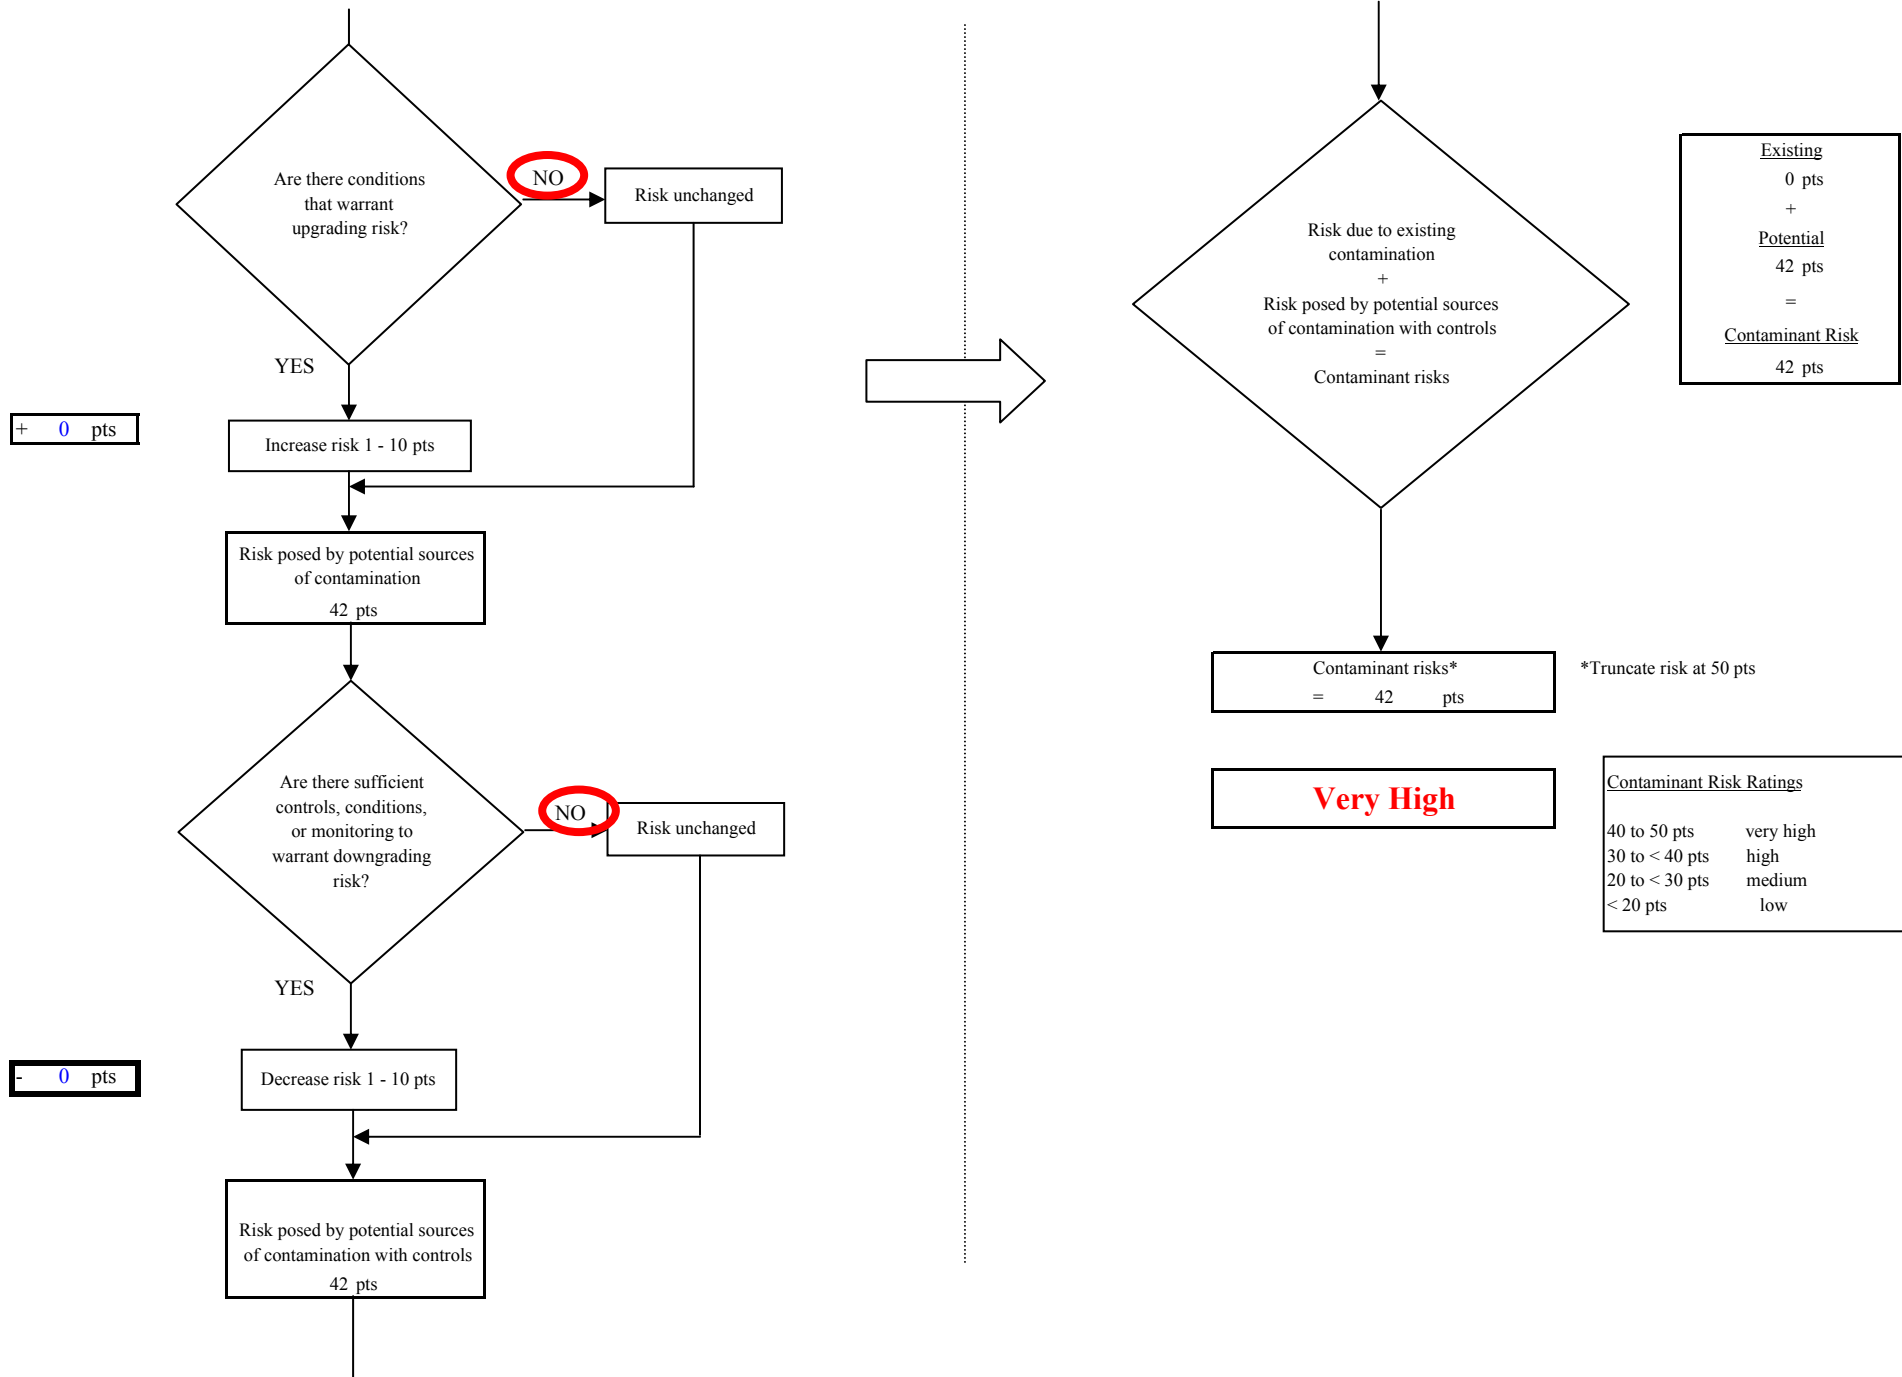 Are there conditions
that warrant
upgrading risk?
NO
Risk unchanged
YES
+ 0 pts
Increase risk 1 - 10 pts
Risk posed by potential sources
of contamination
42 pts
Are there sufficient
controls, conditions,
or monitoring to
warrant downgrading
risk?
NO
Risk unchanged
YES
- 0 pts
Decrease risk 1 - 10 pts
Risk posed by potential sources
of contamination with controls
42 pts
Risk due to existing
contamination
+
Risk posed by potential sources
of contamination with controls
=
Contaminant risks
Existing
0 pts
+
Potential
42 pts
=
Contaminant Risk
42 pts
Contaminant risks*
= 42 pts
*Truncate risk at 50 pts
Very High
Contaminant Risk Ratings
40 to 50 pts very high
30 to < 40 pts high
20 to < 30 pts medium
< 20 pts low